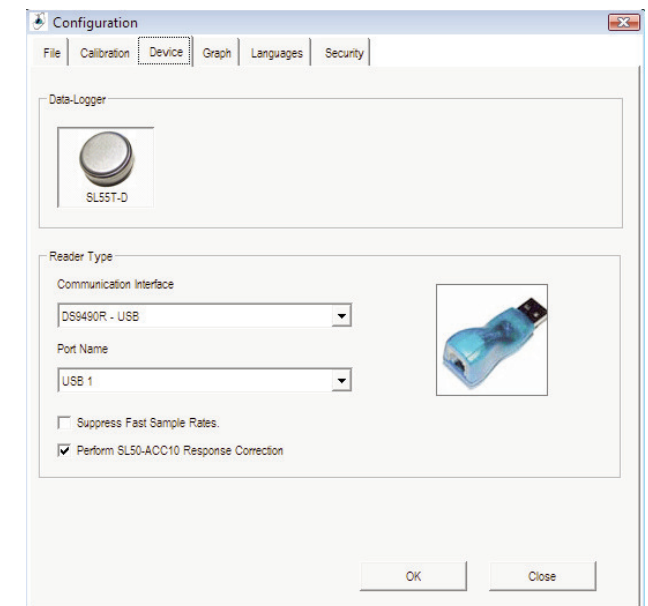 Configuration
File Calibration Device Graph Languages Security
Data-Logger
SL55T-D
Reader Type
Communication Interface
DS9490R - USB
Port Name
USB 1
Suppress Fast Sample Rates.
Perform SL50-ACC10 Response Correction
OK Close